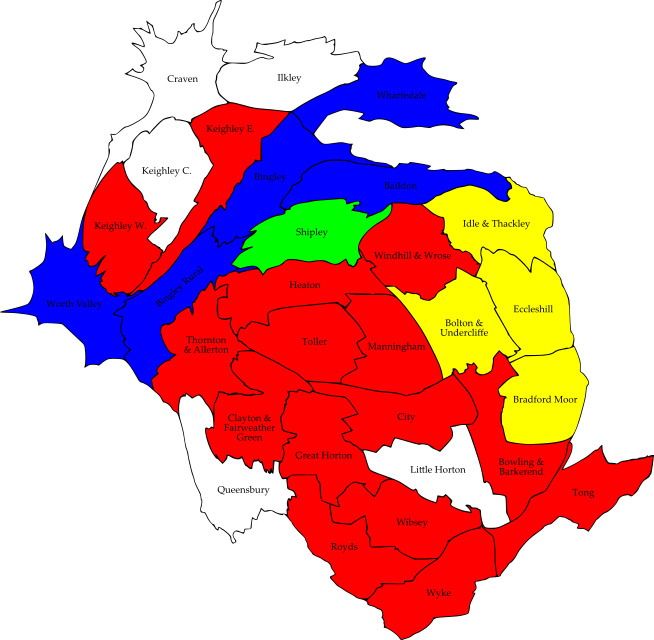 Craven
Ilkley
Wharfedale
Keighley E.
Keighley C.
Bingley
Baildon
Keighley W.
Shipley
Idle & Thackley
Windhill & Wrose
Bingley Rural
Heaton
Worth Valley
Eccleshill
Bolton &
Undercliffe
Thornton
& Allerton
Toller
Manningham
Bradford Moor
Clayton &
Fairweather
Green
City
Great Horton
Little Horton
Bowling &
Barkerend
Queensbury
Tong
Wibsey
Royds
Wyke